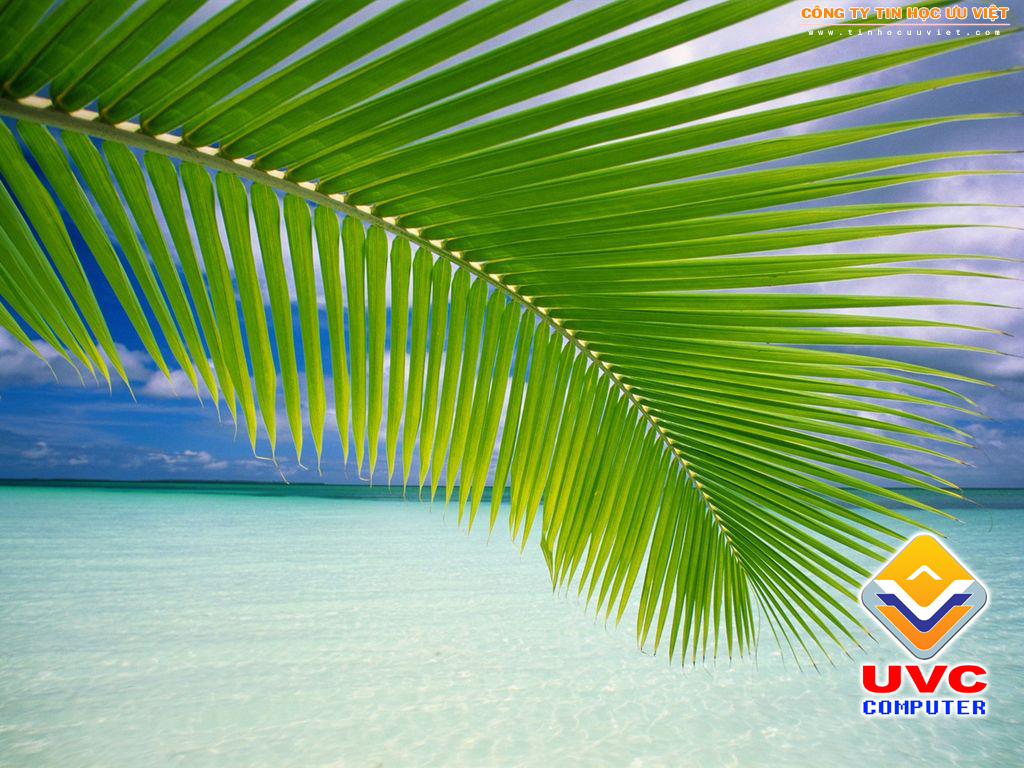 CÔNG TY TIN HỌC ƯU VIỆT
www.tinhocuuviet.com
UVC
COMPUTER